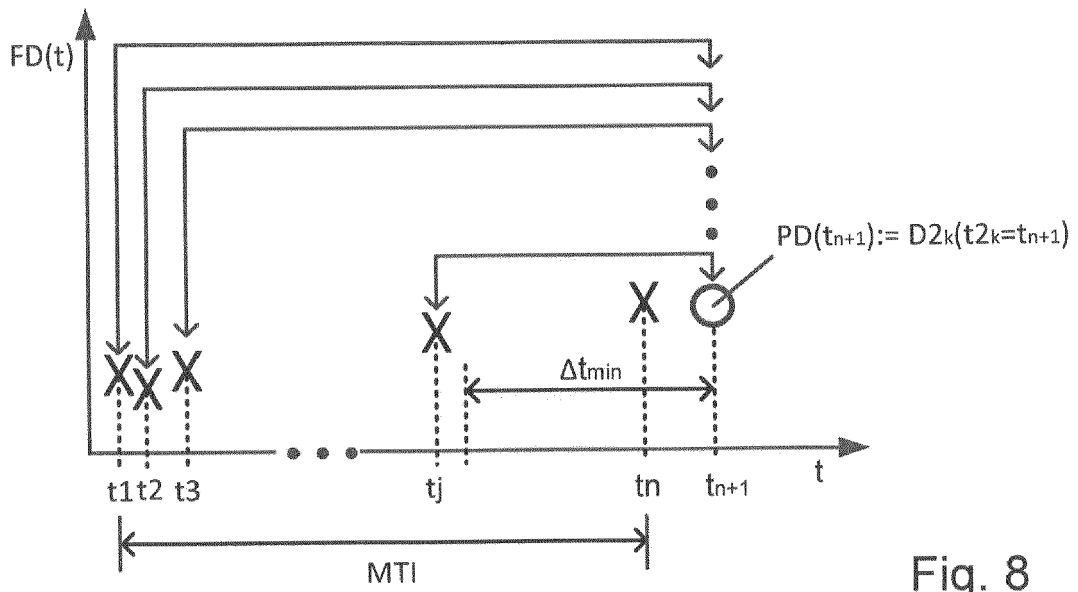 FD(t)
PD(tn+1):= D2k(t2k=tn+1)
Δtmin
t1 t2 t3 tj tn tn+1 t
MTI
Fig. 8